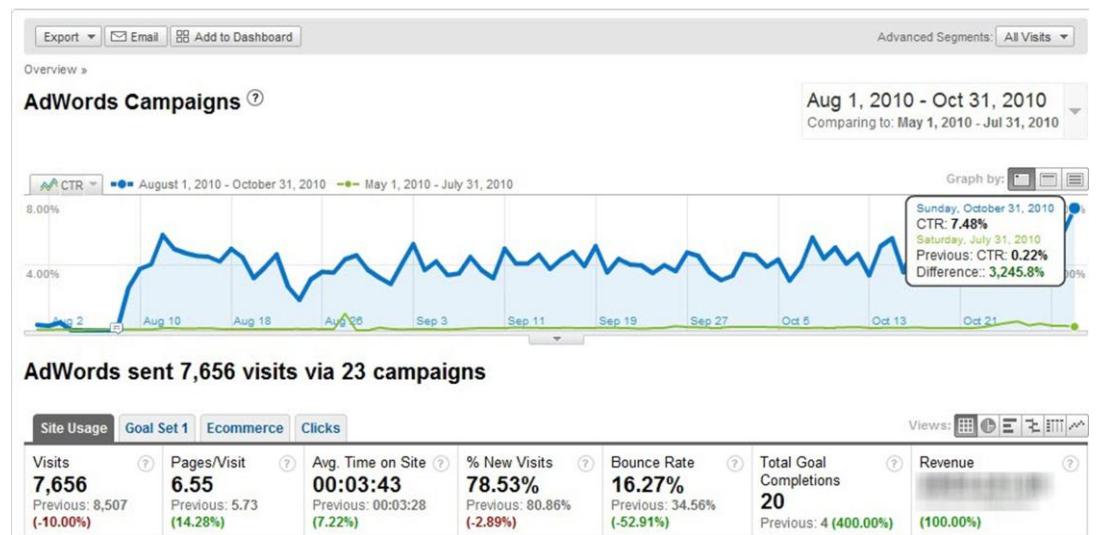 Export Email Add to Dashboard Advanced Segments: All Visits
Overview »
AdWords Campaigns ?
Aug 1, 2010 - Oct 31, 2010
Comparing to: May 1, 2010 - Jul 31, 2010
CTR August 1, 2010 - October 31, 2010 May 1, 2010 - July 31, 2010 Graph by:
8.00%
Sunday, October 31, 2010
CTR: 7.48%
Saturday, July 31, 2010
Previous: CTR: 0.22%
Difference:: 3,245.8%
4.00%
Aug 2 Aug 10 Aug 18 Aug 26 Sep 3 Sep 11 Sep 19 Sep 27 Oct 5 Oct 13 Oct 21
AdWords sent 7,656 visits via 23 campaigns
Site Usage Goal Set 1 Ecommerce Clicks Views:
Visits ?
7,656
Previous: 8,507
(-10.00%)
Pages/Visit ?
6.55
Previous: 5.73
(14.28%)
Avg. Time on Site ?
00:03:43
Previous: 00:03:28
(7.22%)
% New Visits ?
78.53%
Previous: 80.86%
(-2.89%)
Bounce Rate ?
16.27%
Previous: 34.56%
(-52.91%)
Total Goal ?
Completions
20
Previous: 4 (400.00%)
Revenue ?
(100.00%)